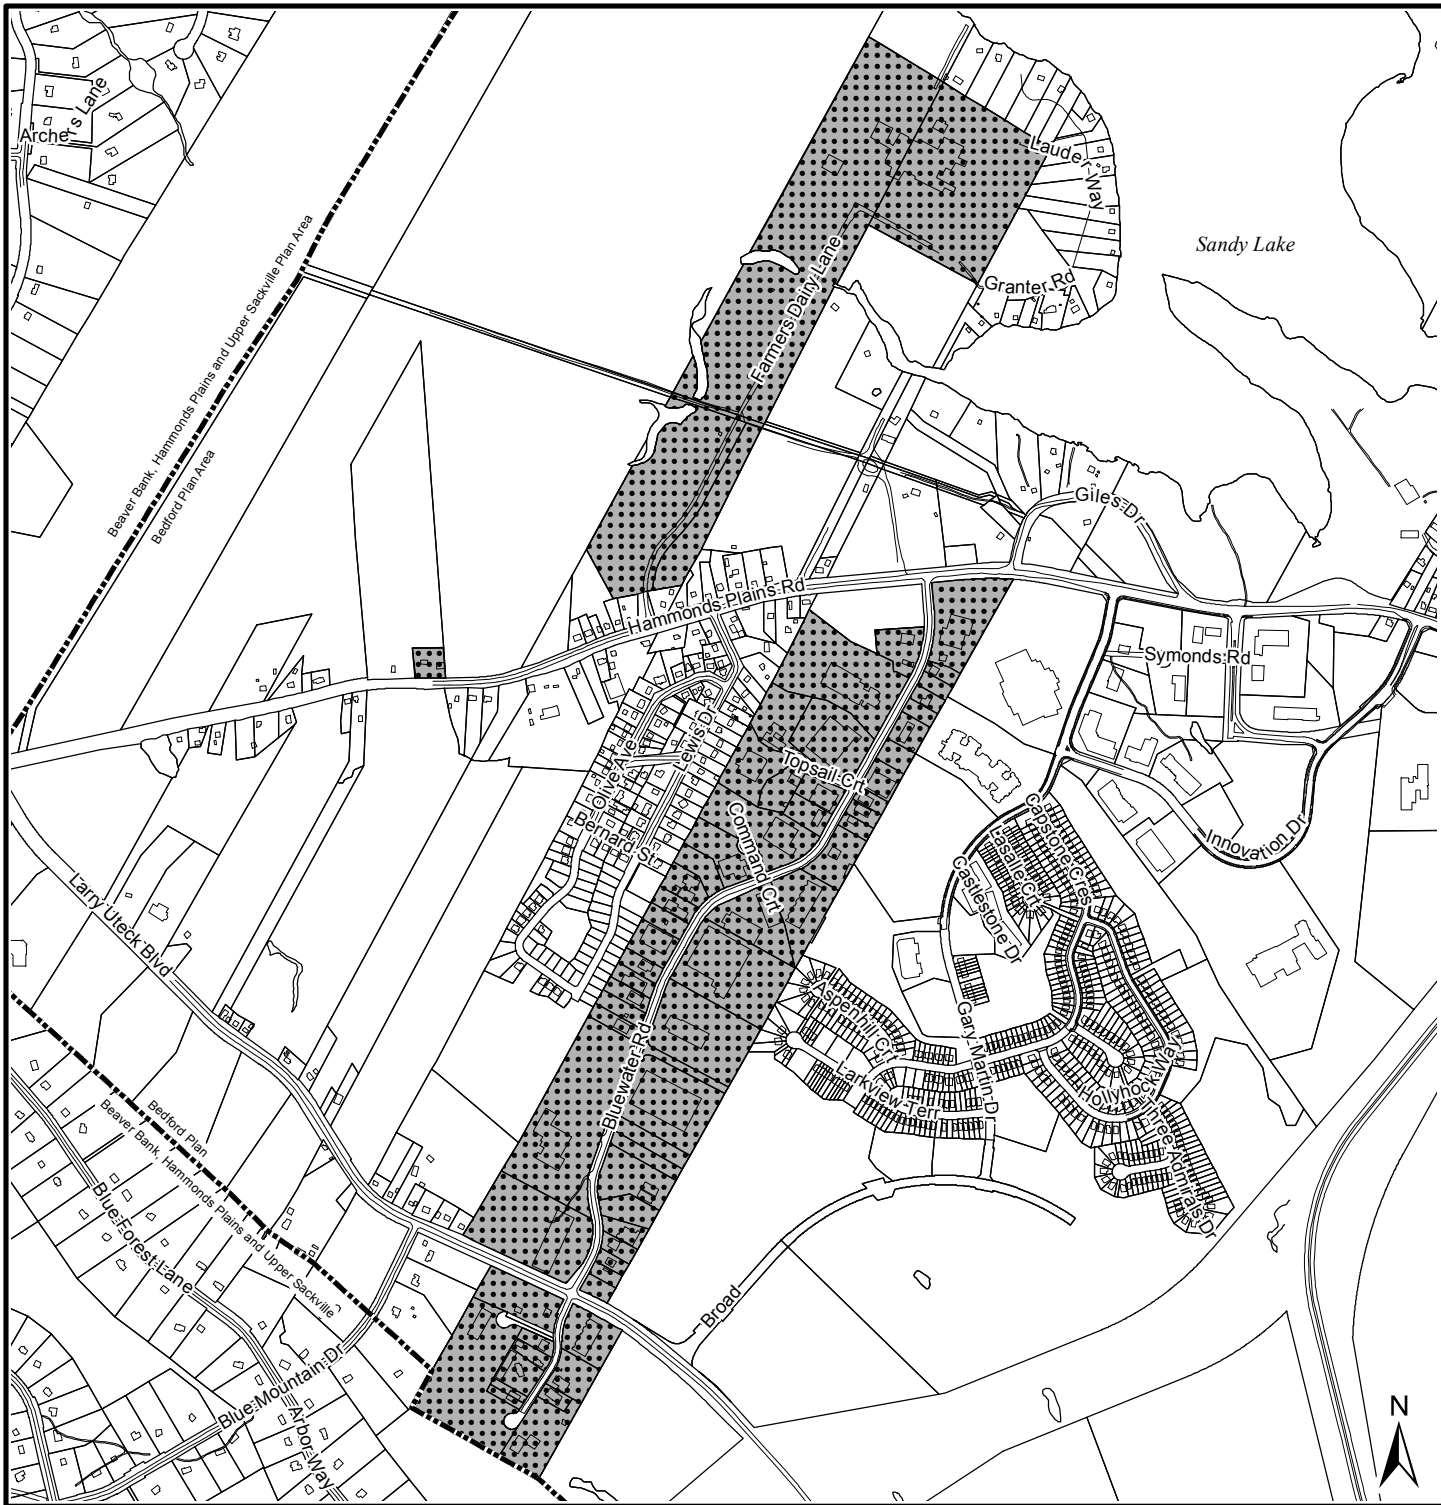 Archers Lane
Lauder Way
Sandy Lake
Granter Rd
Farmers Dairy Lane
Beaver Bank, Hammonds Plains and Upper Sackville Plan Area
Bedford Plan Area
Giles Dr
Hammonds Plains Rd
Symonds Rd
Lewis Dr
Olive Ave
Bernard St
Topsail Crt
Command Crt
Capstone Cres
Lasalle Crt
Castlestone Dr
Innovation Dr
Larry Uteck Blvd
Aspenhill Crt
Gary Martin Dr
Larkview Terr
Hollyhock Way
Three Admirals Dr
Bluewater Rd
Bedford Plan
Beaver Bank, Hammonds Plains and Upper Sackville
Blue Forest Lane
Broad
Blue Mountain Dr
Arbor Way
N